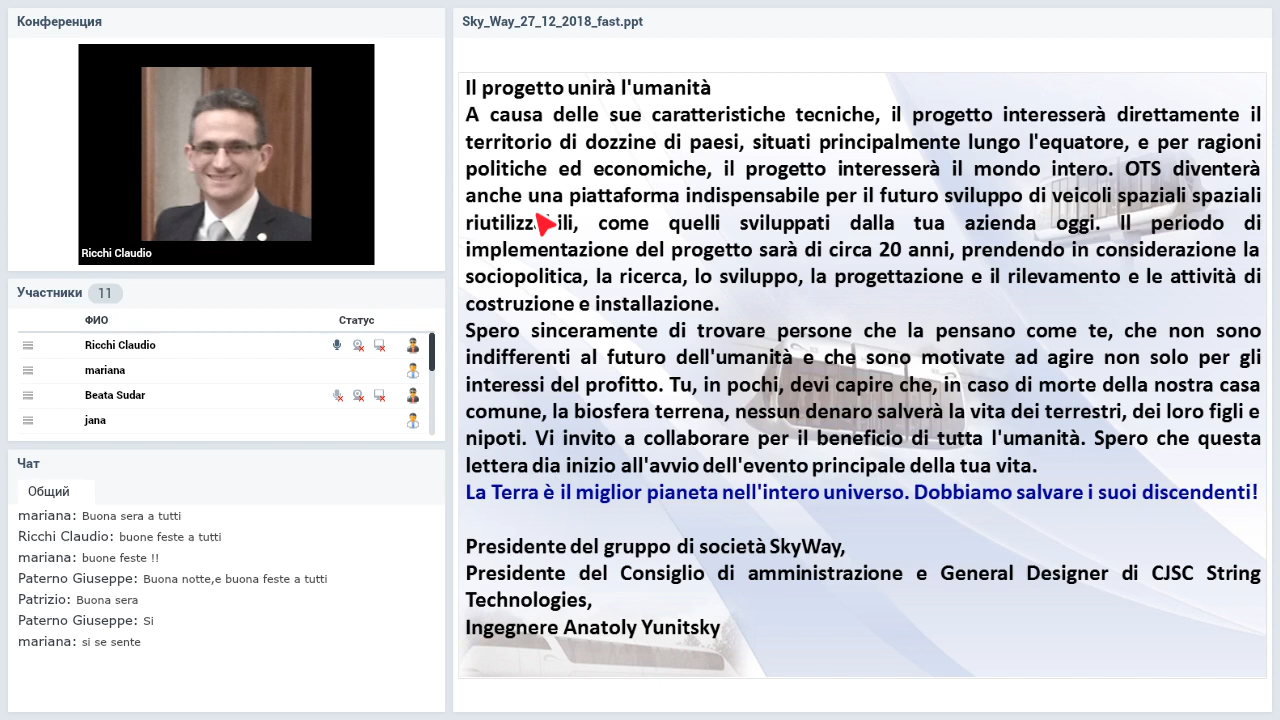 Конференция
Ricchi Claudio
Участники 11
ФИО Статус
Ricchi Claudio
mariana
Beata Sudar
jana
Чат
Общий
mariana: Buona sera a tutti
Ricchi Claudio: buone feste a tutti
mariana: buone feste !!
Paterno Giuseppe: Buona notte,e buona feste a tutti
Patrizio: Buona sera
Paterno Giuseppe: Si
mariana: si se sente
Sky_Way_27_12_2018_fast.ppt
Il progetto unirà l'umanità
A causa delle sue caratteristiche tecniche, il progetto interesserà direttamente il
territorio di dozzine di paesi, situati principalmente lungo l'equatore, e per ragioni
politiche ed economiche, il progetto interesserà il mondo intero. OTS diventerà
anche una piattaforma indispensabile per il futuro sviluppo di veicoli spaziali spaziali
riutilizzabili, come quelli sviluppati dalla tua azienda oggi. Il periodo di
implementazione del progetto sarà di circa 20 anni, prendendo in considerazione la
sociopolitica, la ricerca, lo sviluppo, la progettazione e il rilevamento e le attività di
costruzione e installazione.
Spero sinceramente di trovare persone che la pensano come te, che non sono
indifferenti al futuro dell'umanità e che sono motivate ad agire non solo per gli
interessi del profitto. Tu, in pochi, devi capire che, in caso di morte della nostra casa
comune, la biosfera terrena, nessun denaro salverà la vita dei terrestri, dei loro figli e
nipoti. Vi invito a collaborare per il beneficio di tutta l'umanità. Spero che questa
lettera dia inizio all'avvio dell'evento principale della tua vita.
La Terra è il miglior pianeta nell'intero universo. Dobbiamo salvare i suoi discendenti!
Presidente del gruppo di società SkyWay,
Presidente del Consiglio di amministrazione e General Designer di CJSC String
Technologies,
Ingegnere Anatoly Yunitsky